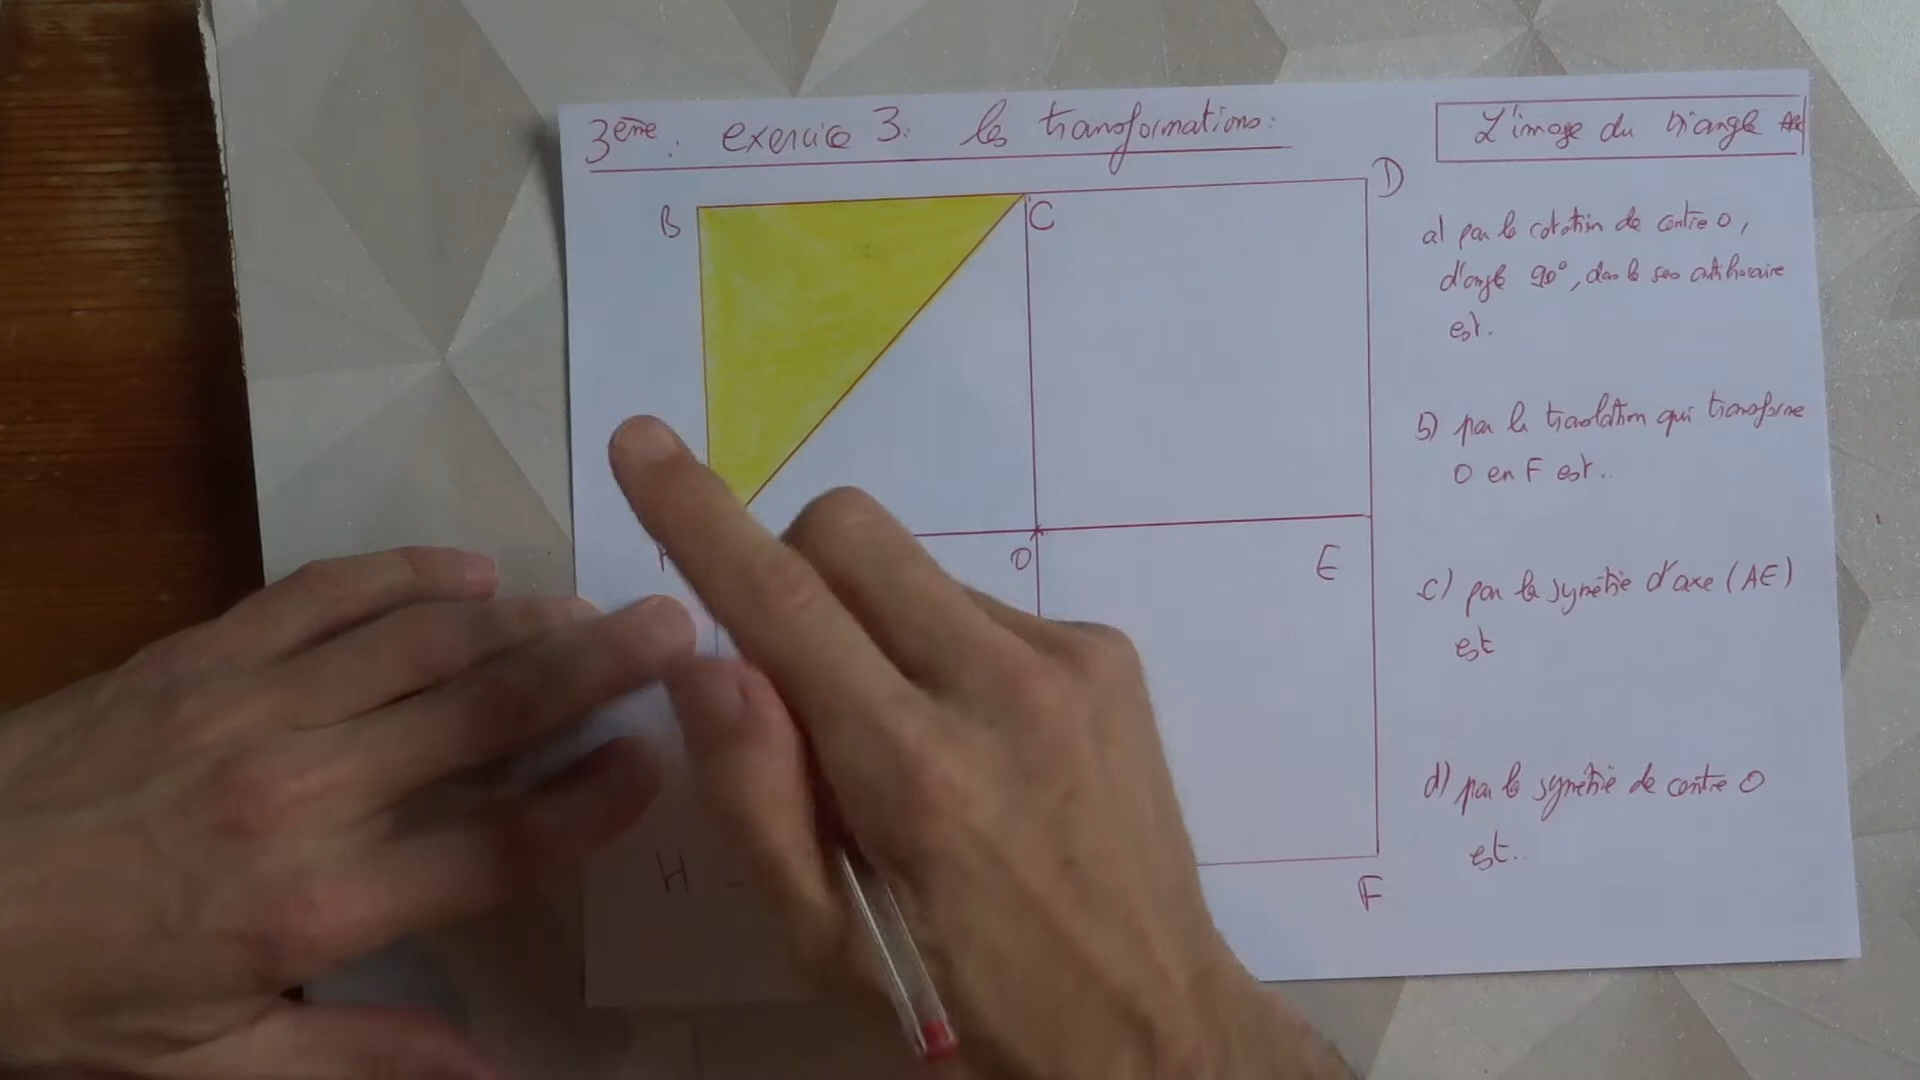 3ème : exercice 3. les transformations :
L'image du triangle
D
B
C
a) par la rotation de centre O,
d'angle 90°, dans le sens antihoraire
est.
b) par la translation qui transforme
O en F est..
O
E
c) par la symétrie d'axe (AE)
est
d) par la symétrie de centre O
est..
H
F